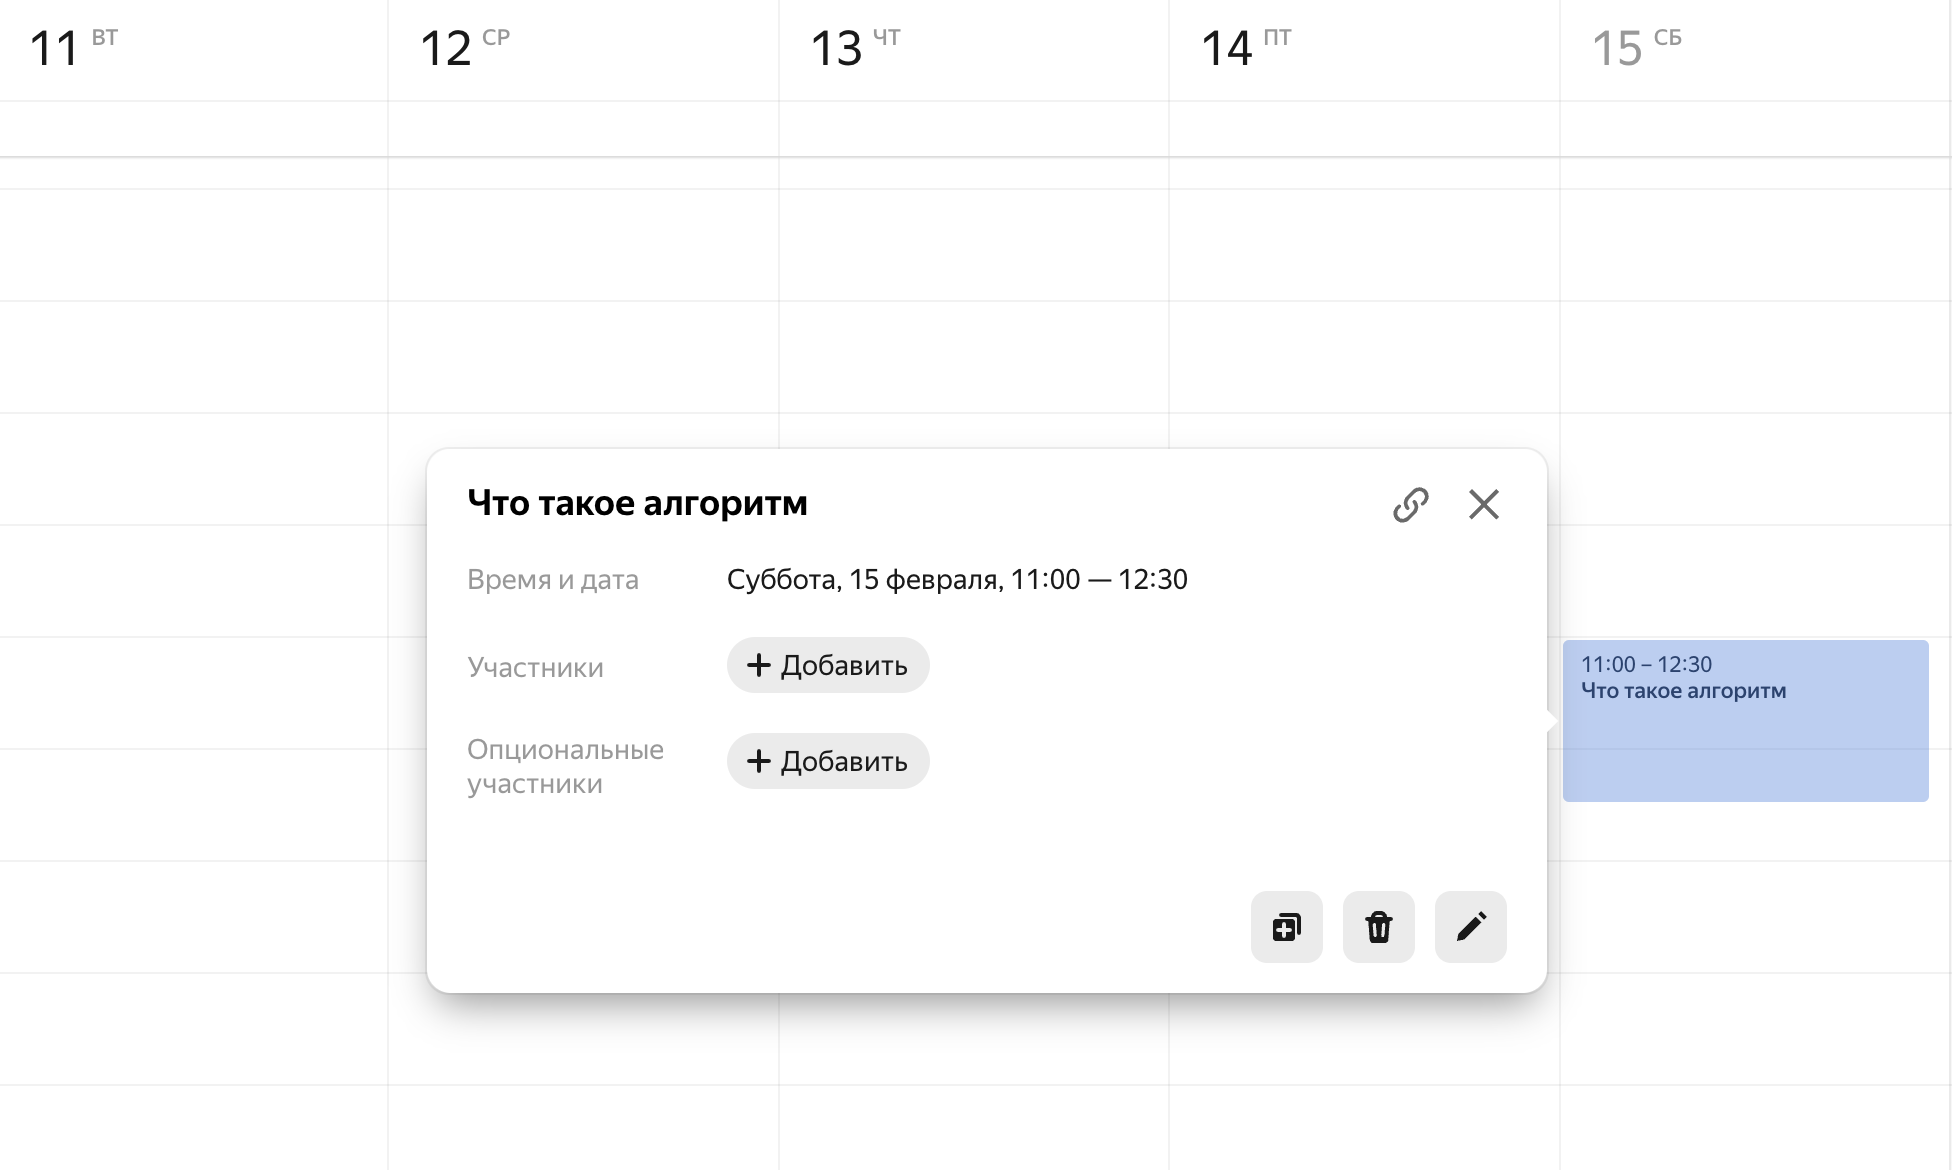 11 ВТ
12 СР
13 ЧТ
14 ПТ
15 СБ
Что такое алгоритм
Время и дата
Суббота, 15 февраля, 11:00 — 12:30
Участники
Добавить
Опциональные
участники
Добавить
11:00 – 12:30
Что такое алгоритм